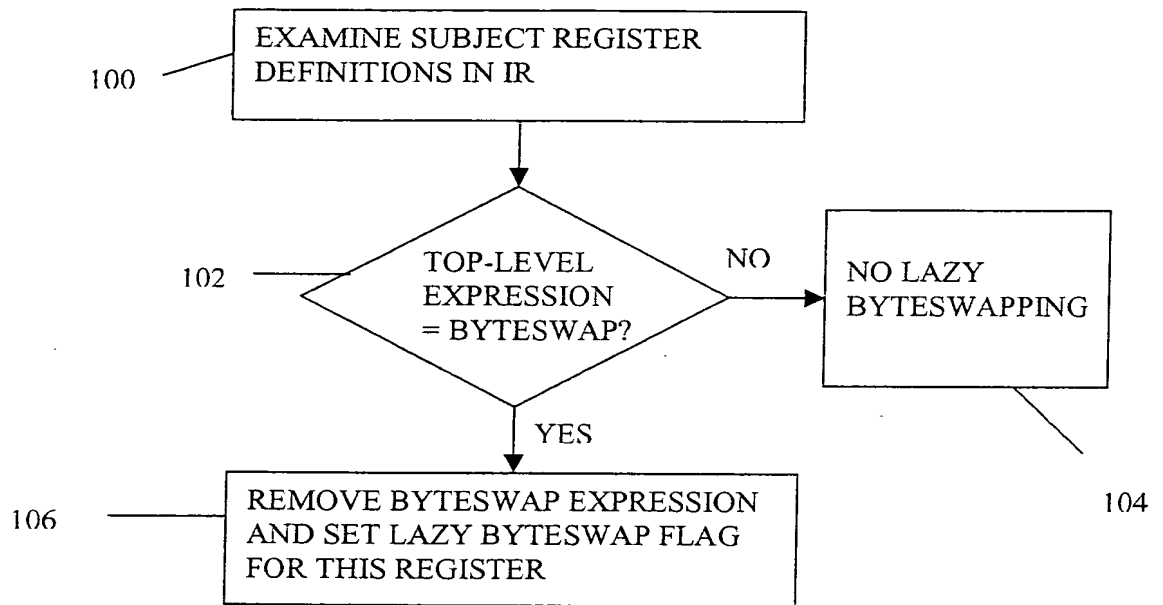 EXAMINE SUBJECT REGISTER
DEFINITIONS IN IR
100
TOP-LEVEL
EXPRESSION
= BYTESWAP?
102
NO
NO LAZY
BYTESWAPPING
104
YES
REMOVE BYTESWAP EXPRESSION
AND SET LAZY BYTESWAP FLAG
FOR THIS REGISTER
106